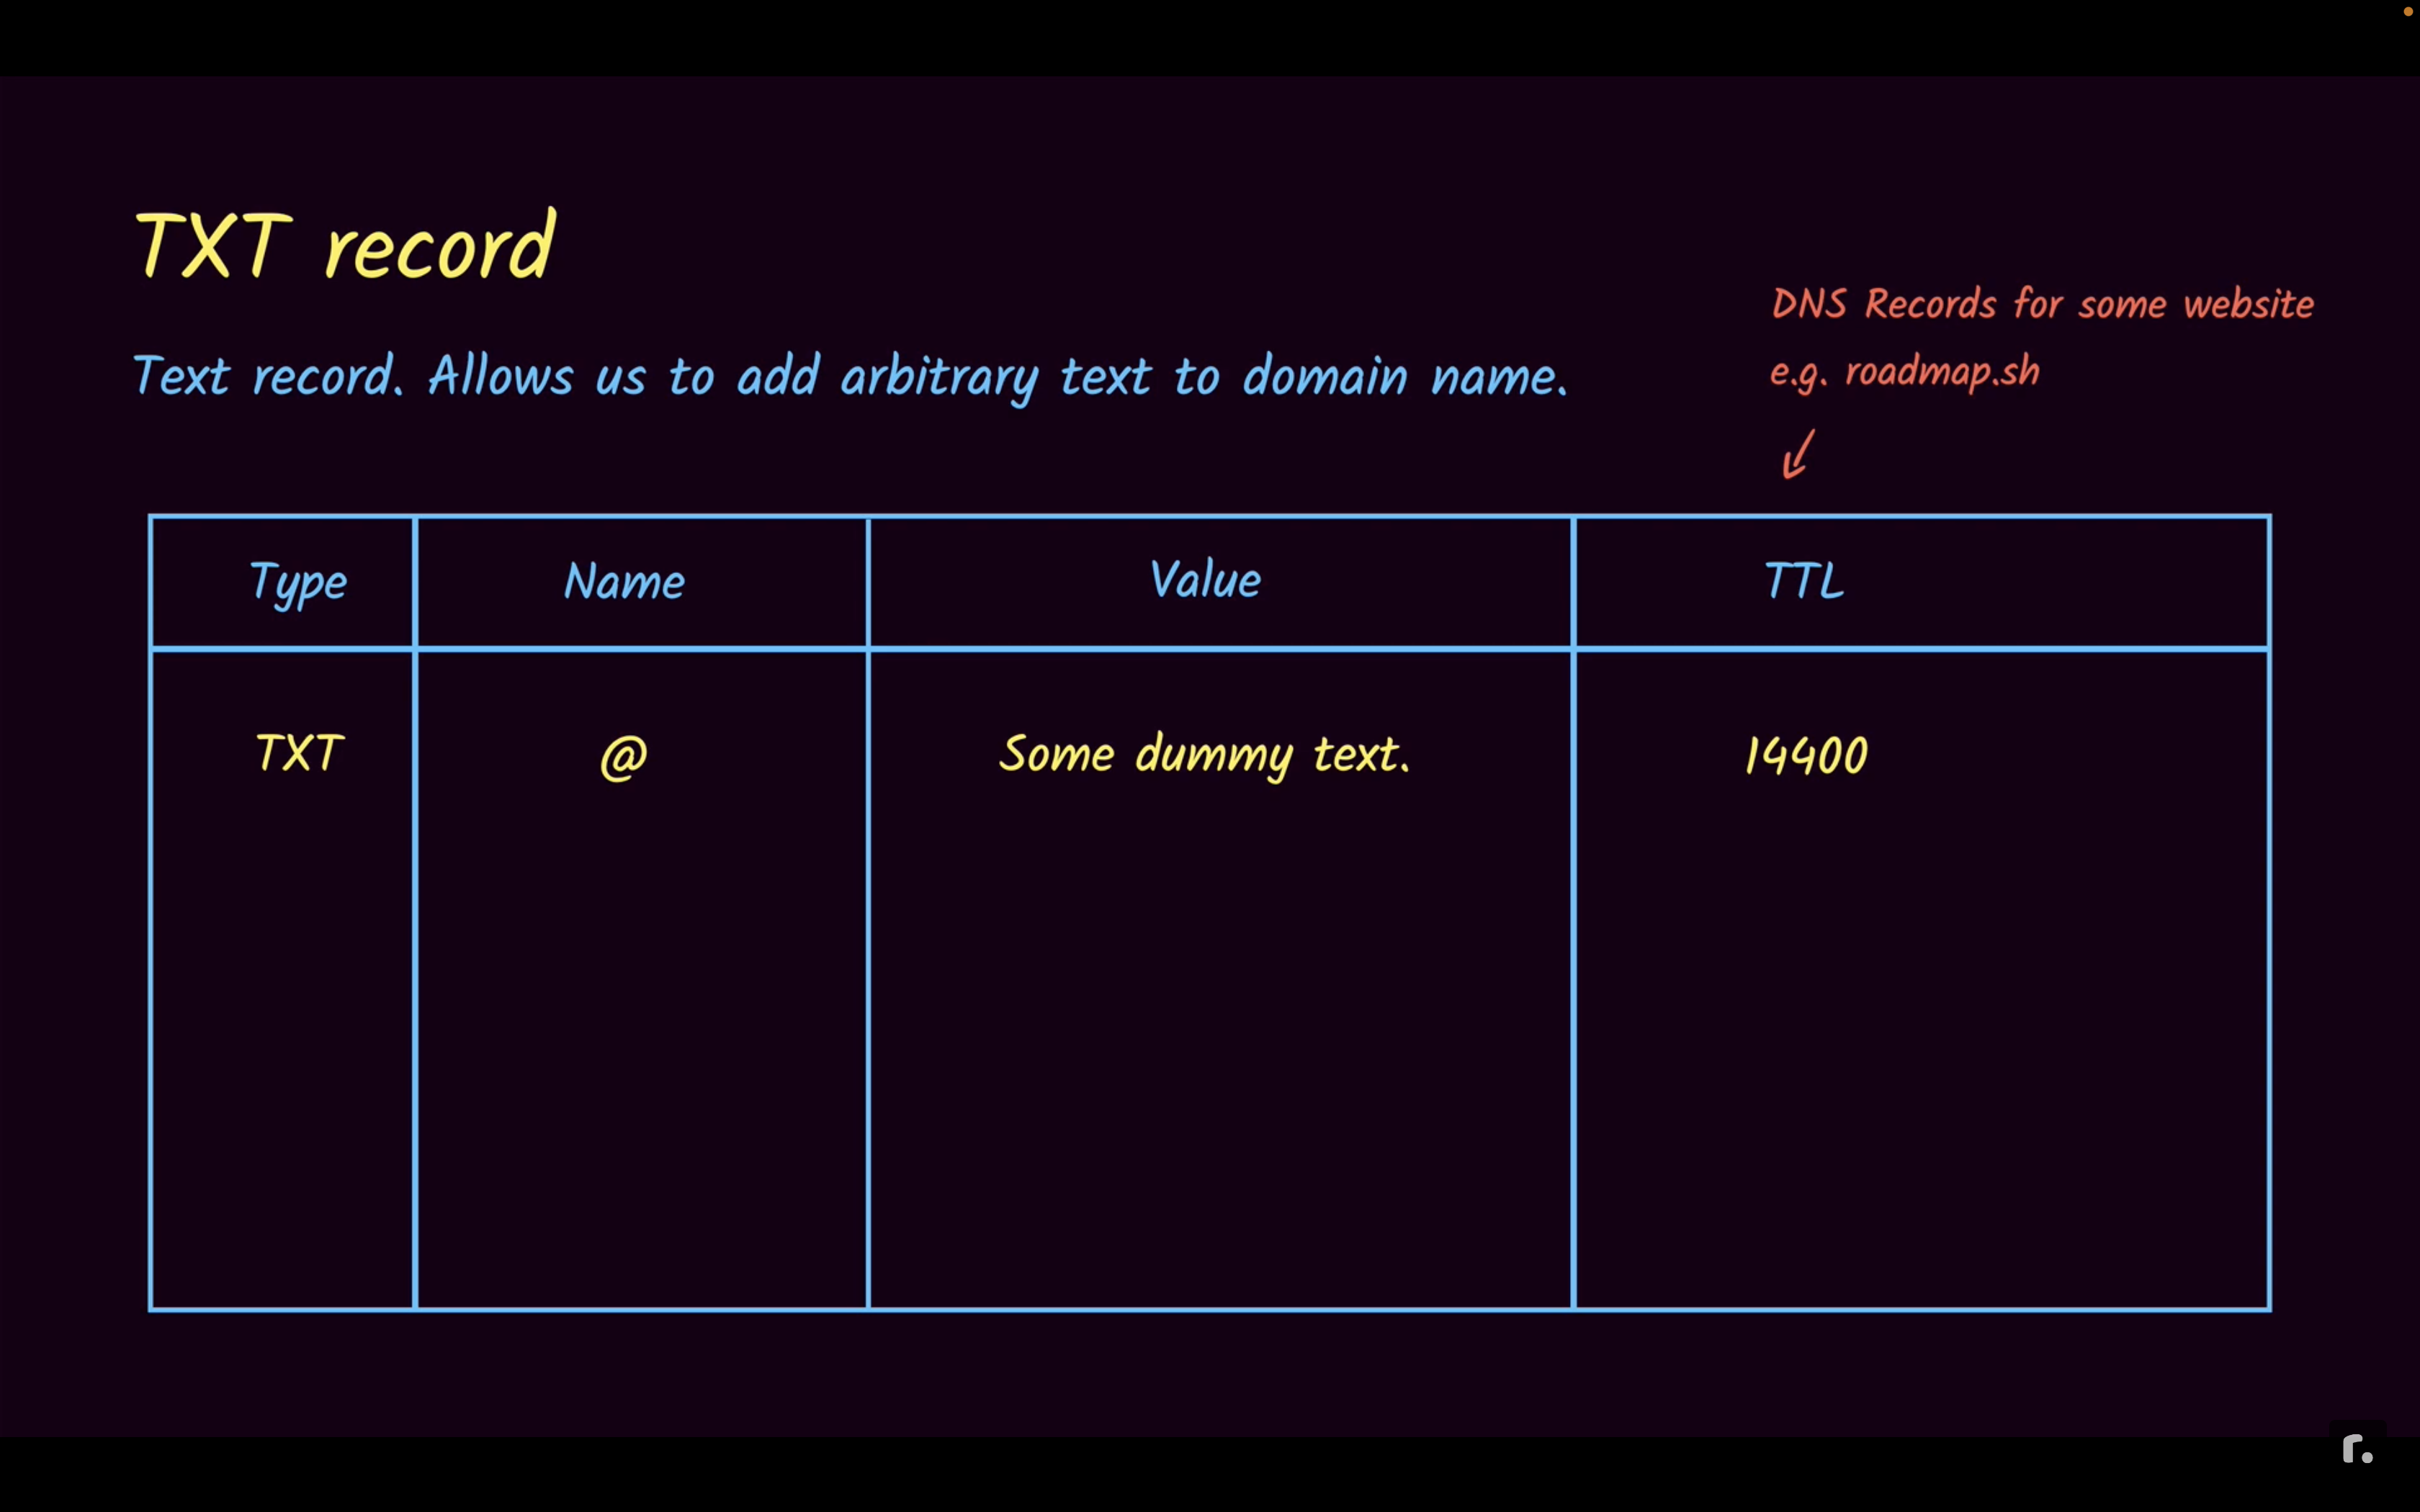 TXT record
Text record. Allows us to add arbitrary text to domain name.
DNS Records for some website
e.g. roadmap.sh
Type Name Value TTL
TXT @ Some dummy text. 14400
r.